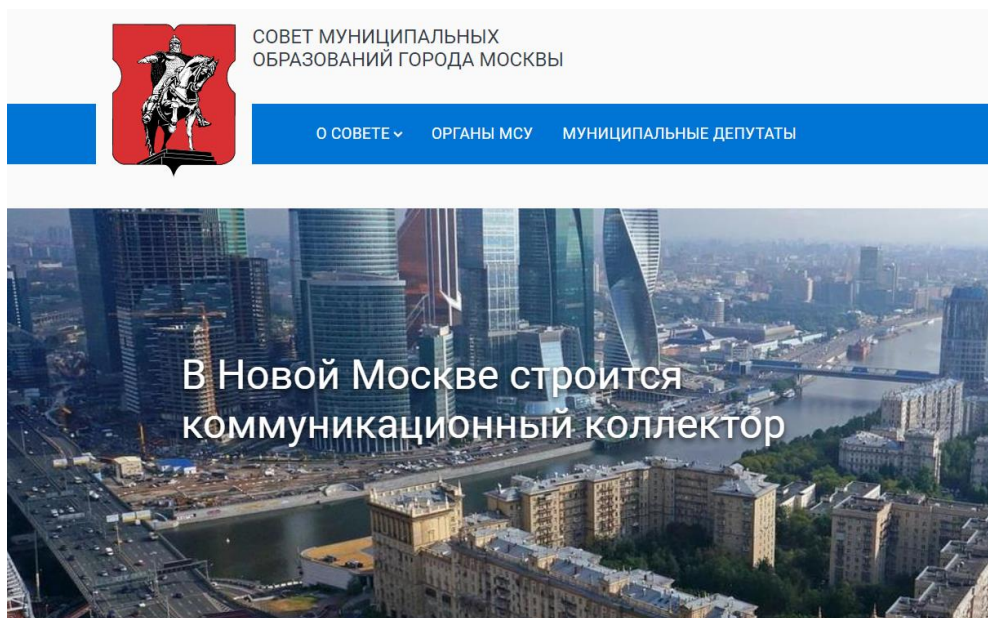 СОВЕТ МУНИЦИПАЛЬНЫХ
ОБРАЗОВАНИЙ ГОРОДА МОСКВЫ
О СОВЕТЕ ОРГАНЫ МСУ МУНИЦИПАЛЬНЫЕ ДЕПУТАТЫ
В Новой Москве строится
коммуникационный коллектор